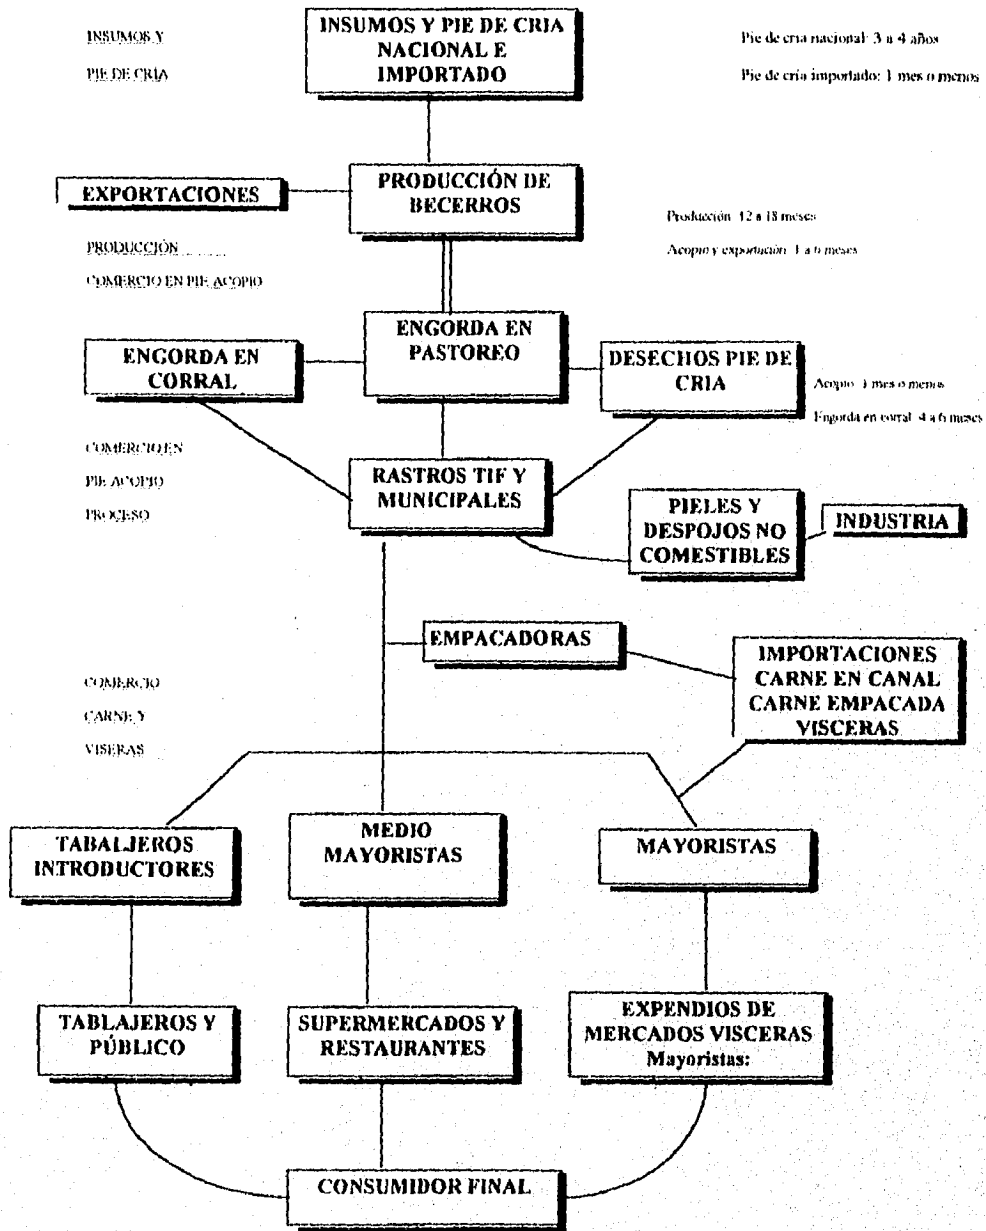 INSUMOS Y PIE DE CRIA
NACIONAL E
IMPORTADO
INSUMOS Y
PIE DE CRIA
Pie de cria nacional: 3 a 4 años
Pie de cría importado: 1 mes o menos
PRODUCCIÓN DE
BECERROS
EXPORTACIONES
Producción 12 a 18 meses
Acopio y exportación 1 a 6 meses
PRODUCCIÓN
COMERCIO EN PIE ACOPIO
ENGORDA EN
PASTOREO
ENGORDA EN
CORRAL
DESECHOS PIE DE
CRIA
Acopio 1 mes o menos
Engorda en corral 4 a 6 meses
COMERCIO EN
PIE ACOPIO
PROCESO
RASTROS TIF Y
MUNICIPALES
PIELES Y
DESPOJOS NO
COMESTIBLES
INDUSTRIA
EMPACADORAS
IMPORTACIONES
CARNE EN CANAL
CARNE EMPACADA
VISCERAS
COMERCIO
CARNE Y
VISERAS
TABALJEROS
INTRODUCTORES
MEDIO
MAYORISTAS
MAYORISTAS
TABLAJEROS Y
PÚBLICO
SUPERMERCADOS Y
RESTAURANTES
EXPENDIOS DE
MERCADOS VISCERAS
Mayoristas:
CONSUMIDOR FINAL